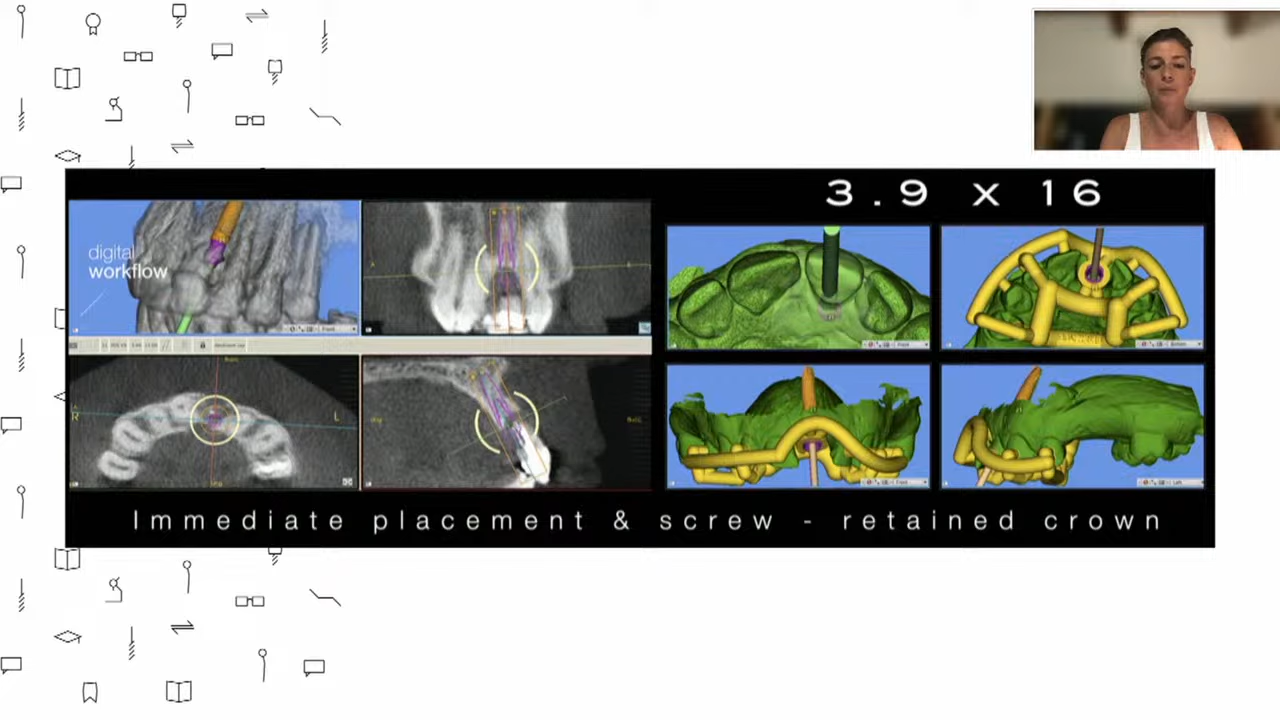 3.9 x 16
digital
workflow
R
L
Immediate placement & screw - retained crown